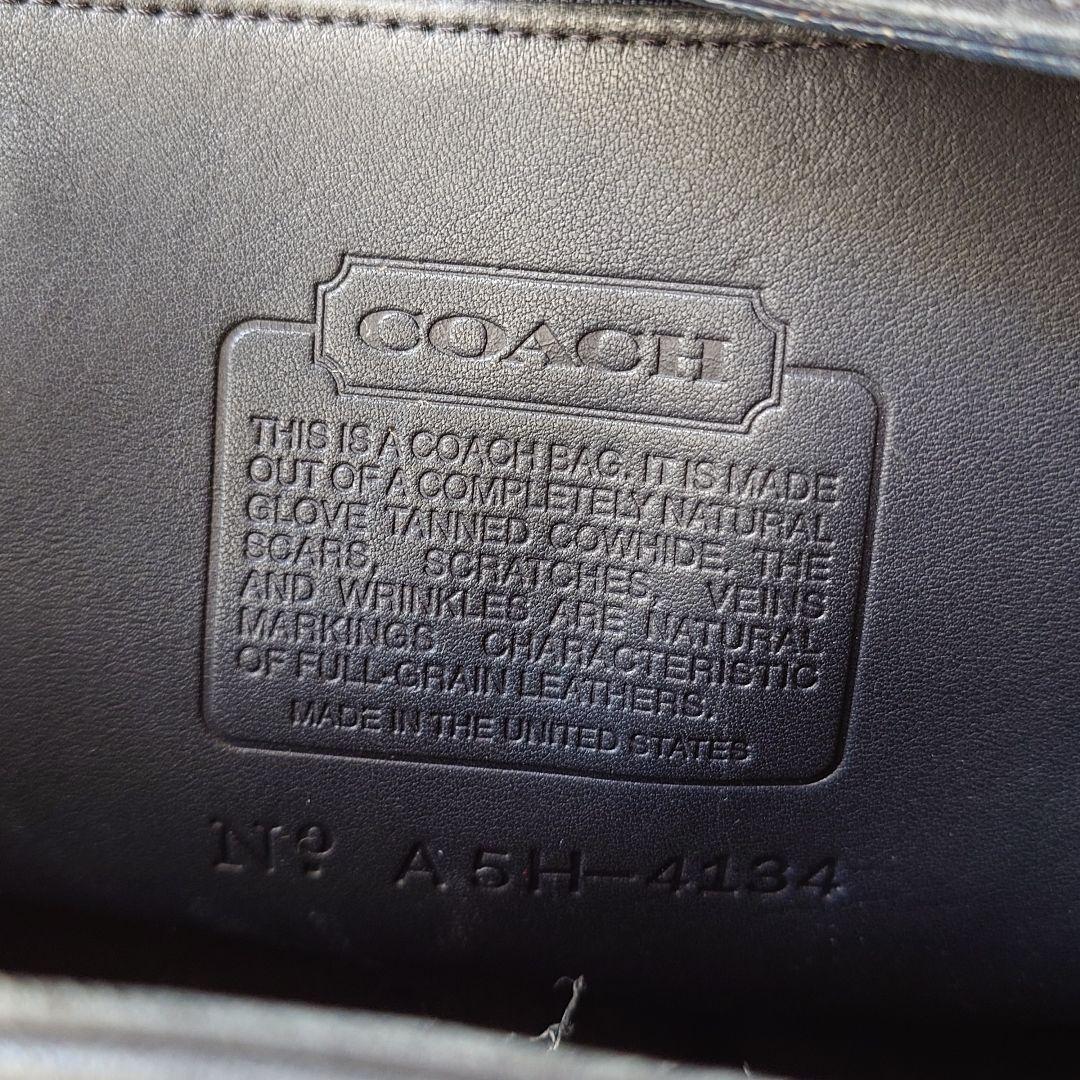 COACH
THIS IS A COACH BAG. IT IS MADE
OUT OF A COMPLETELY NATURAL
GLOVE TANNED COWHIDE. THE
SCARS, SCRATCHES, VEINS
AND WRINKLES ARE NATURAL
MARKINGS CHARACTERISTIC
OF FULL-GRAIN LEATHERS.
MADE IN THE UNITED STATES
Nº A5H-4134